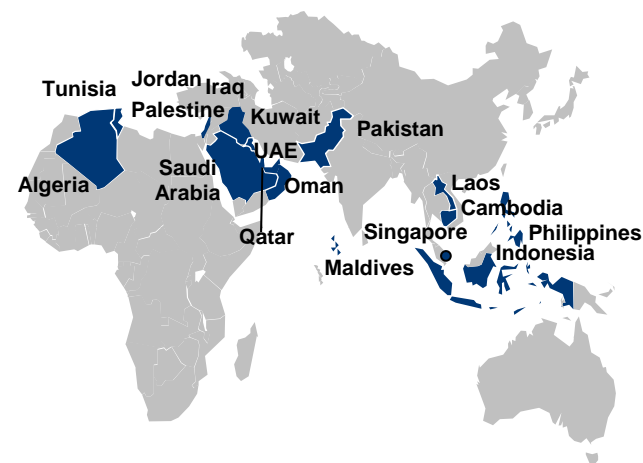 Jordan
Iraq
Tunisia
Palestine
Kuwait
Pakistan
UAE
Saudi
Arabia
Algeria
Oman
Laos
Cambodia
Qatar
Singapore
Philippines
Indonesia
Maldives